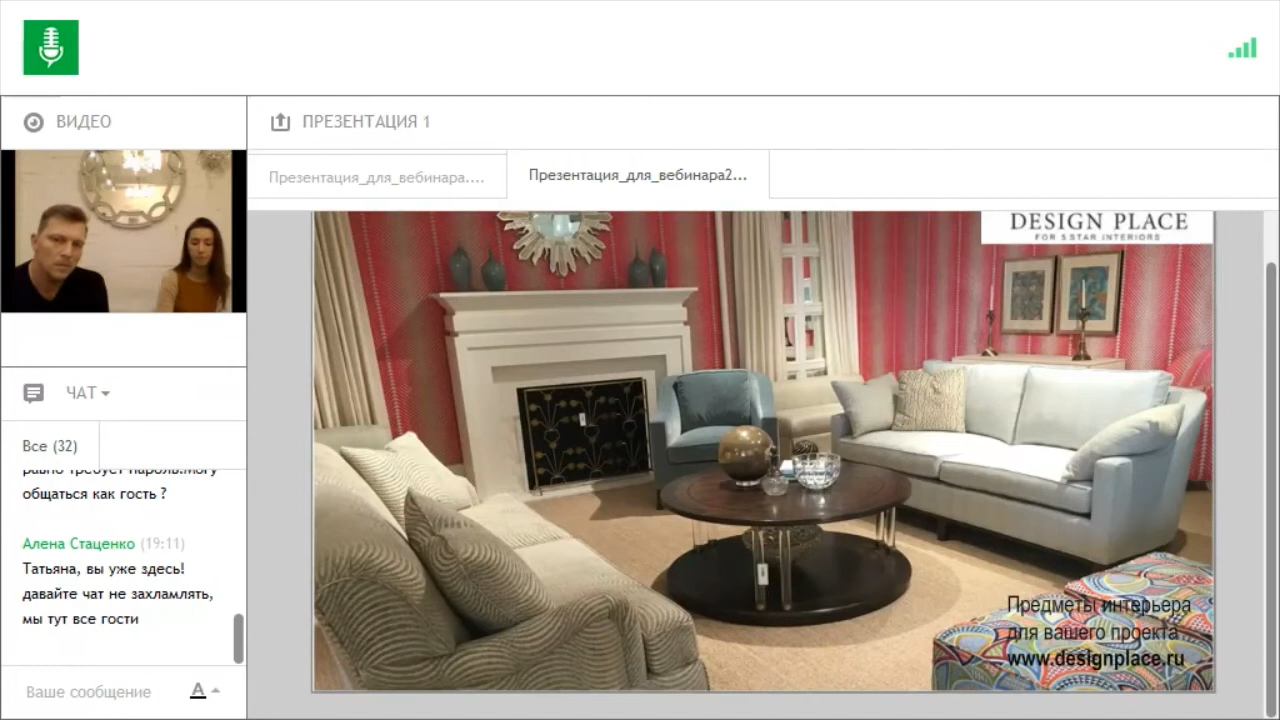 ВИДЕО
ПРЕЗЕНТАЦИЯ 1
Презентация_для_вебинара....
Презентация_для_вебинара2...
DESIGN PLACE
FOR 5 STAR INTERIORS
ЧАТ
Все (32)
равно требует пароль.могу
общаться как гость ?
Алена Стаценко (19:11)
Татьяна, вы уже здесь!
давайте чат не захламлять,
мы тут все гости
Ваше сообщение
A
Предметы интерьера
для вашего проекта
www.designplace.ru